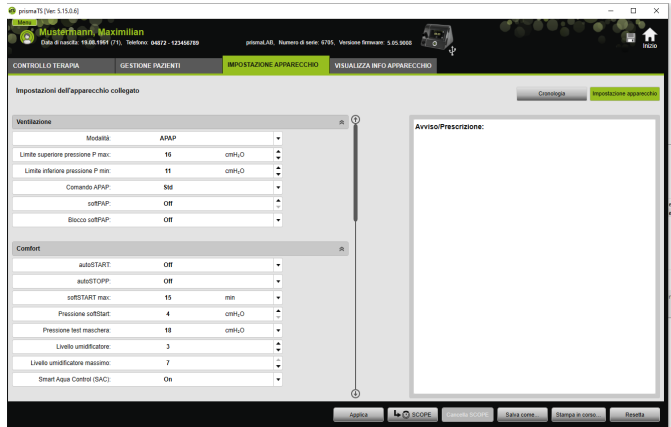 prismaTS [Ver: 5.15.0.6]
Menu
Mustermann, Maximilian
Data di nascita: 19.08.1951 (71), Telefono: 04872 - 123456789
prismaLAB, Numero di serie: 6705, Versione firmware: 5.05.9008
Inizio
CONTROLLO TERAPIA
GESTIONE PAZIENTI
IMPOSTAZIONE APPARECCHIO
VISUALIZZA INFO APPARECCHIO
Impostazioni dell'apparecchio collegato
Cronologia
Impostazione apparecchio
Ventilazione
Modalità: APAP
Limite superiore pressione P max: 16 cmH₂O
Limite inferiore pressione P min: 11 cmH₂O
Comando APAP: Std
softPAP: Off
Blocco softPAP: Off
Comfort
autoSTART: Off
autoSTOPP: Off
softSTART max: 15 min
Pressione softStart: 4 cmH₂O
Pressione test maschera: 18 cmH₂O
Livello umidificatore: 3
Livello umidificatore massimo: 7
Smart Aqua Control (SAC): On
Avviso/Prescrizione:
Applica
SCOPE
Cancella SCOPE
Salva come...
Stampa in corso...
Resetta